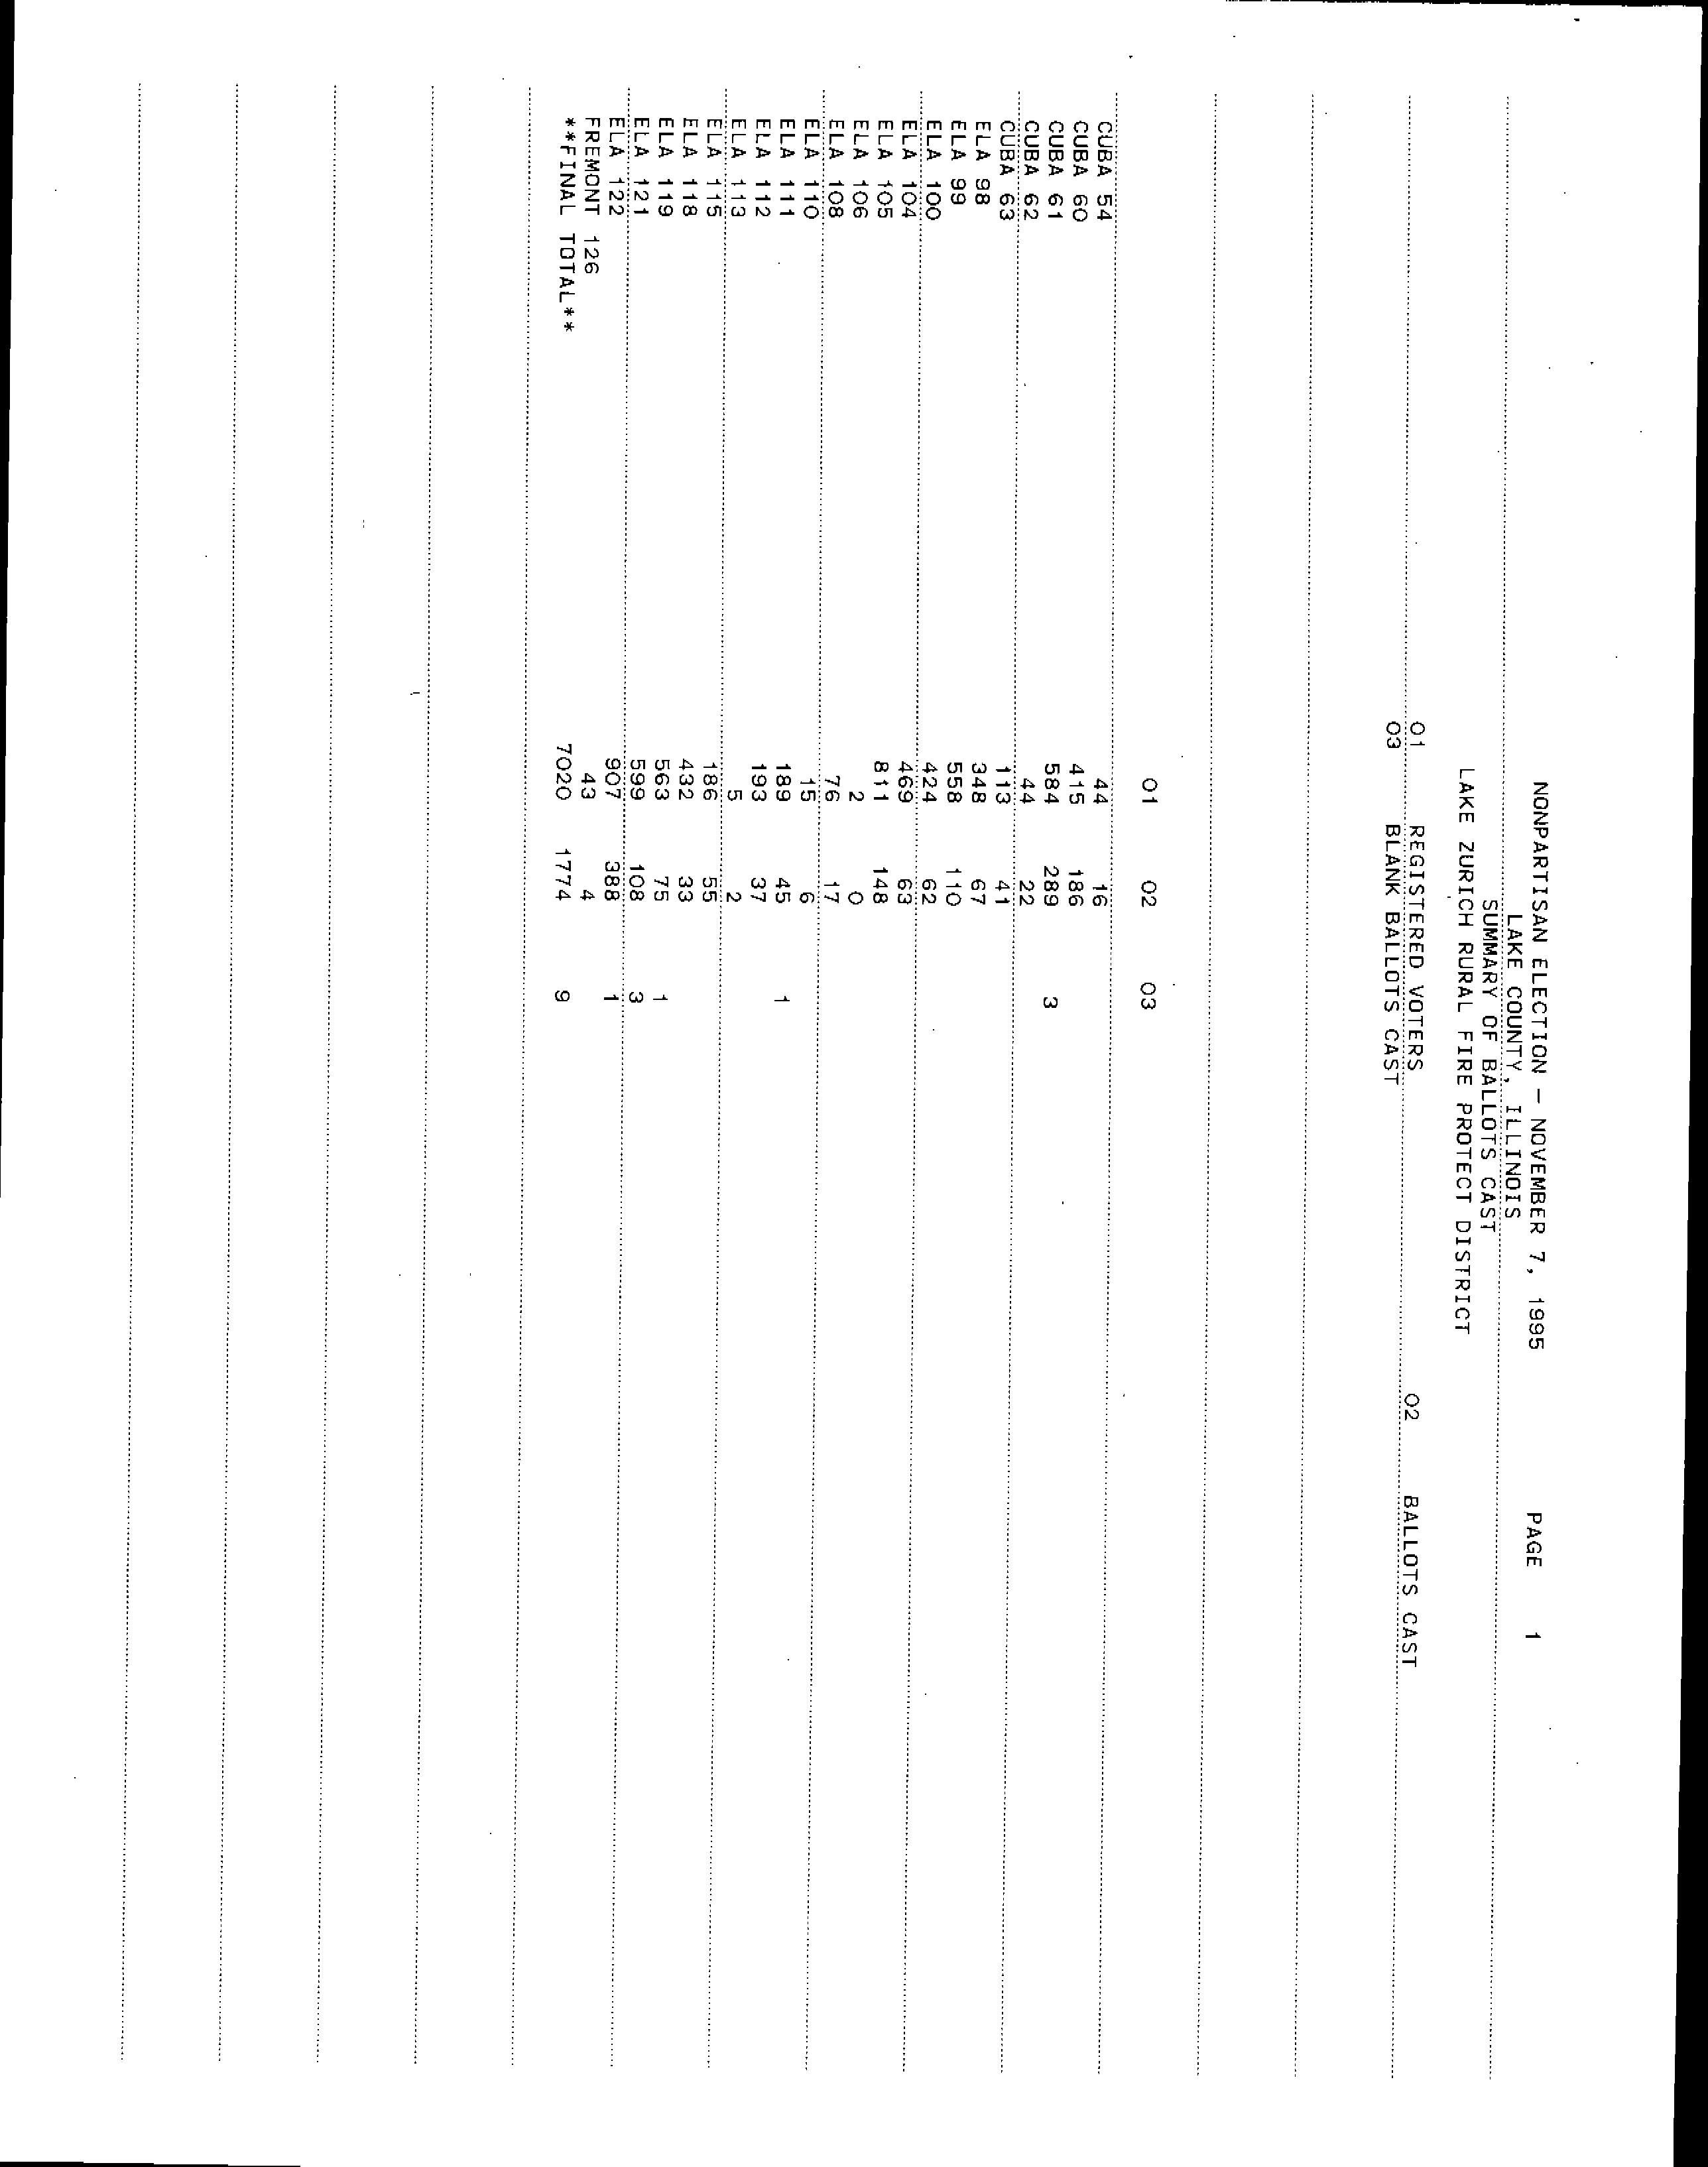 NONPARTISAN ELECTION - NOVEMBER 7, 1995 PAGE 1
LAKE COUNTY, ILLINOIS
SUMMARY OF BALLOTS CAST
LAKE ZURICH RURAL FIRE PROTECT DISTRICT
01 REGISTERED VOTERS 02 BALLOTS CAST
03 BLANK BALLOTS CAST
01 02 03
CUBA 54 44 16
CUBA 60 415 186
CUBA 61 584 289 3
CUBA 62 44 22
CUBA 63 113 41
ELA 98 348 67
ELA 99 558 110
ELA 100 424 62
ELA 104 469 63
ELA 105 811 148
ELA 106 2 0
ELA 108 76 17
ELA 110 15 6
ELA 111 189 45 1
ELA 112 193 37
ELA 113 5 2
ELA 115 186 55
ELA 118 432 33
ELA 119 563 75 1
ELA 121 599 108 3
ELA 122 907 388 1
FREMONT 126 43 4
**FINAL TOTAL** 7020 1774 9